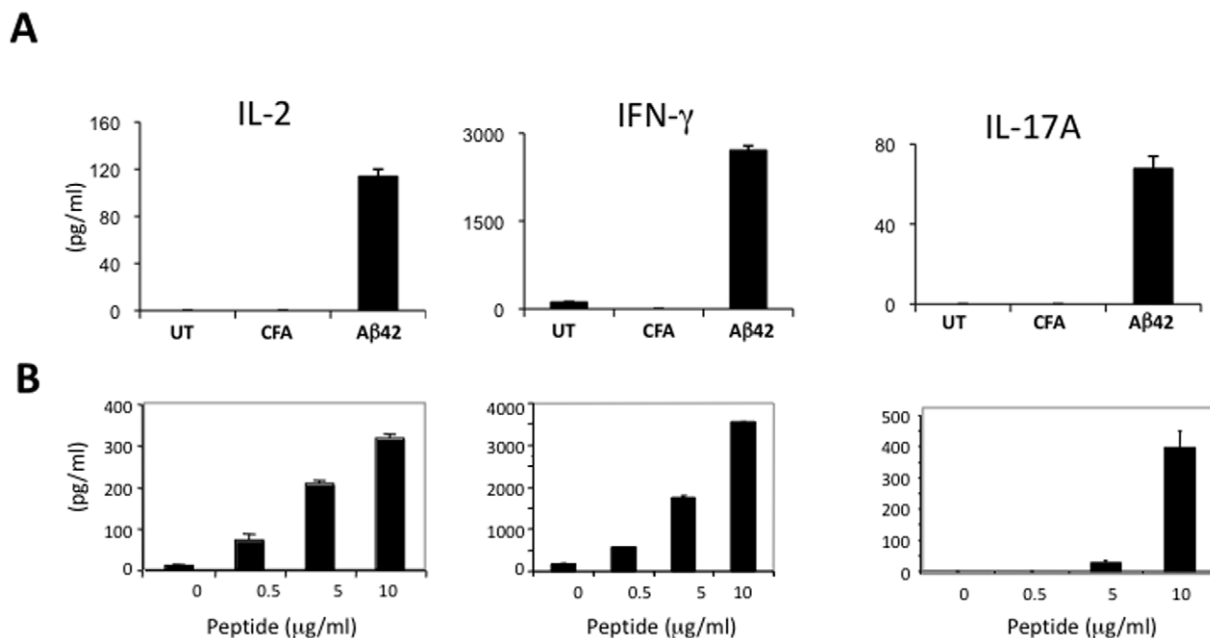 A
IL-2
IFN-γ
IL-17A
(pg/ml)
160
120
80
40
0
UT CFA Aβ42
3000
1500
0
UT CFA Aβ42
80
40
0
UT CFA Aβ42
B
(pg/ml)
400
300
200
100
0
0 0.5 5 10
Peptide (μg/ml)
4000
3000
2000
1000
0
0 0.5 5 10
Peptide (μg/ml)
500
400
300
200
100
0
0 0.5 5 10
Peptide (μg/ml)